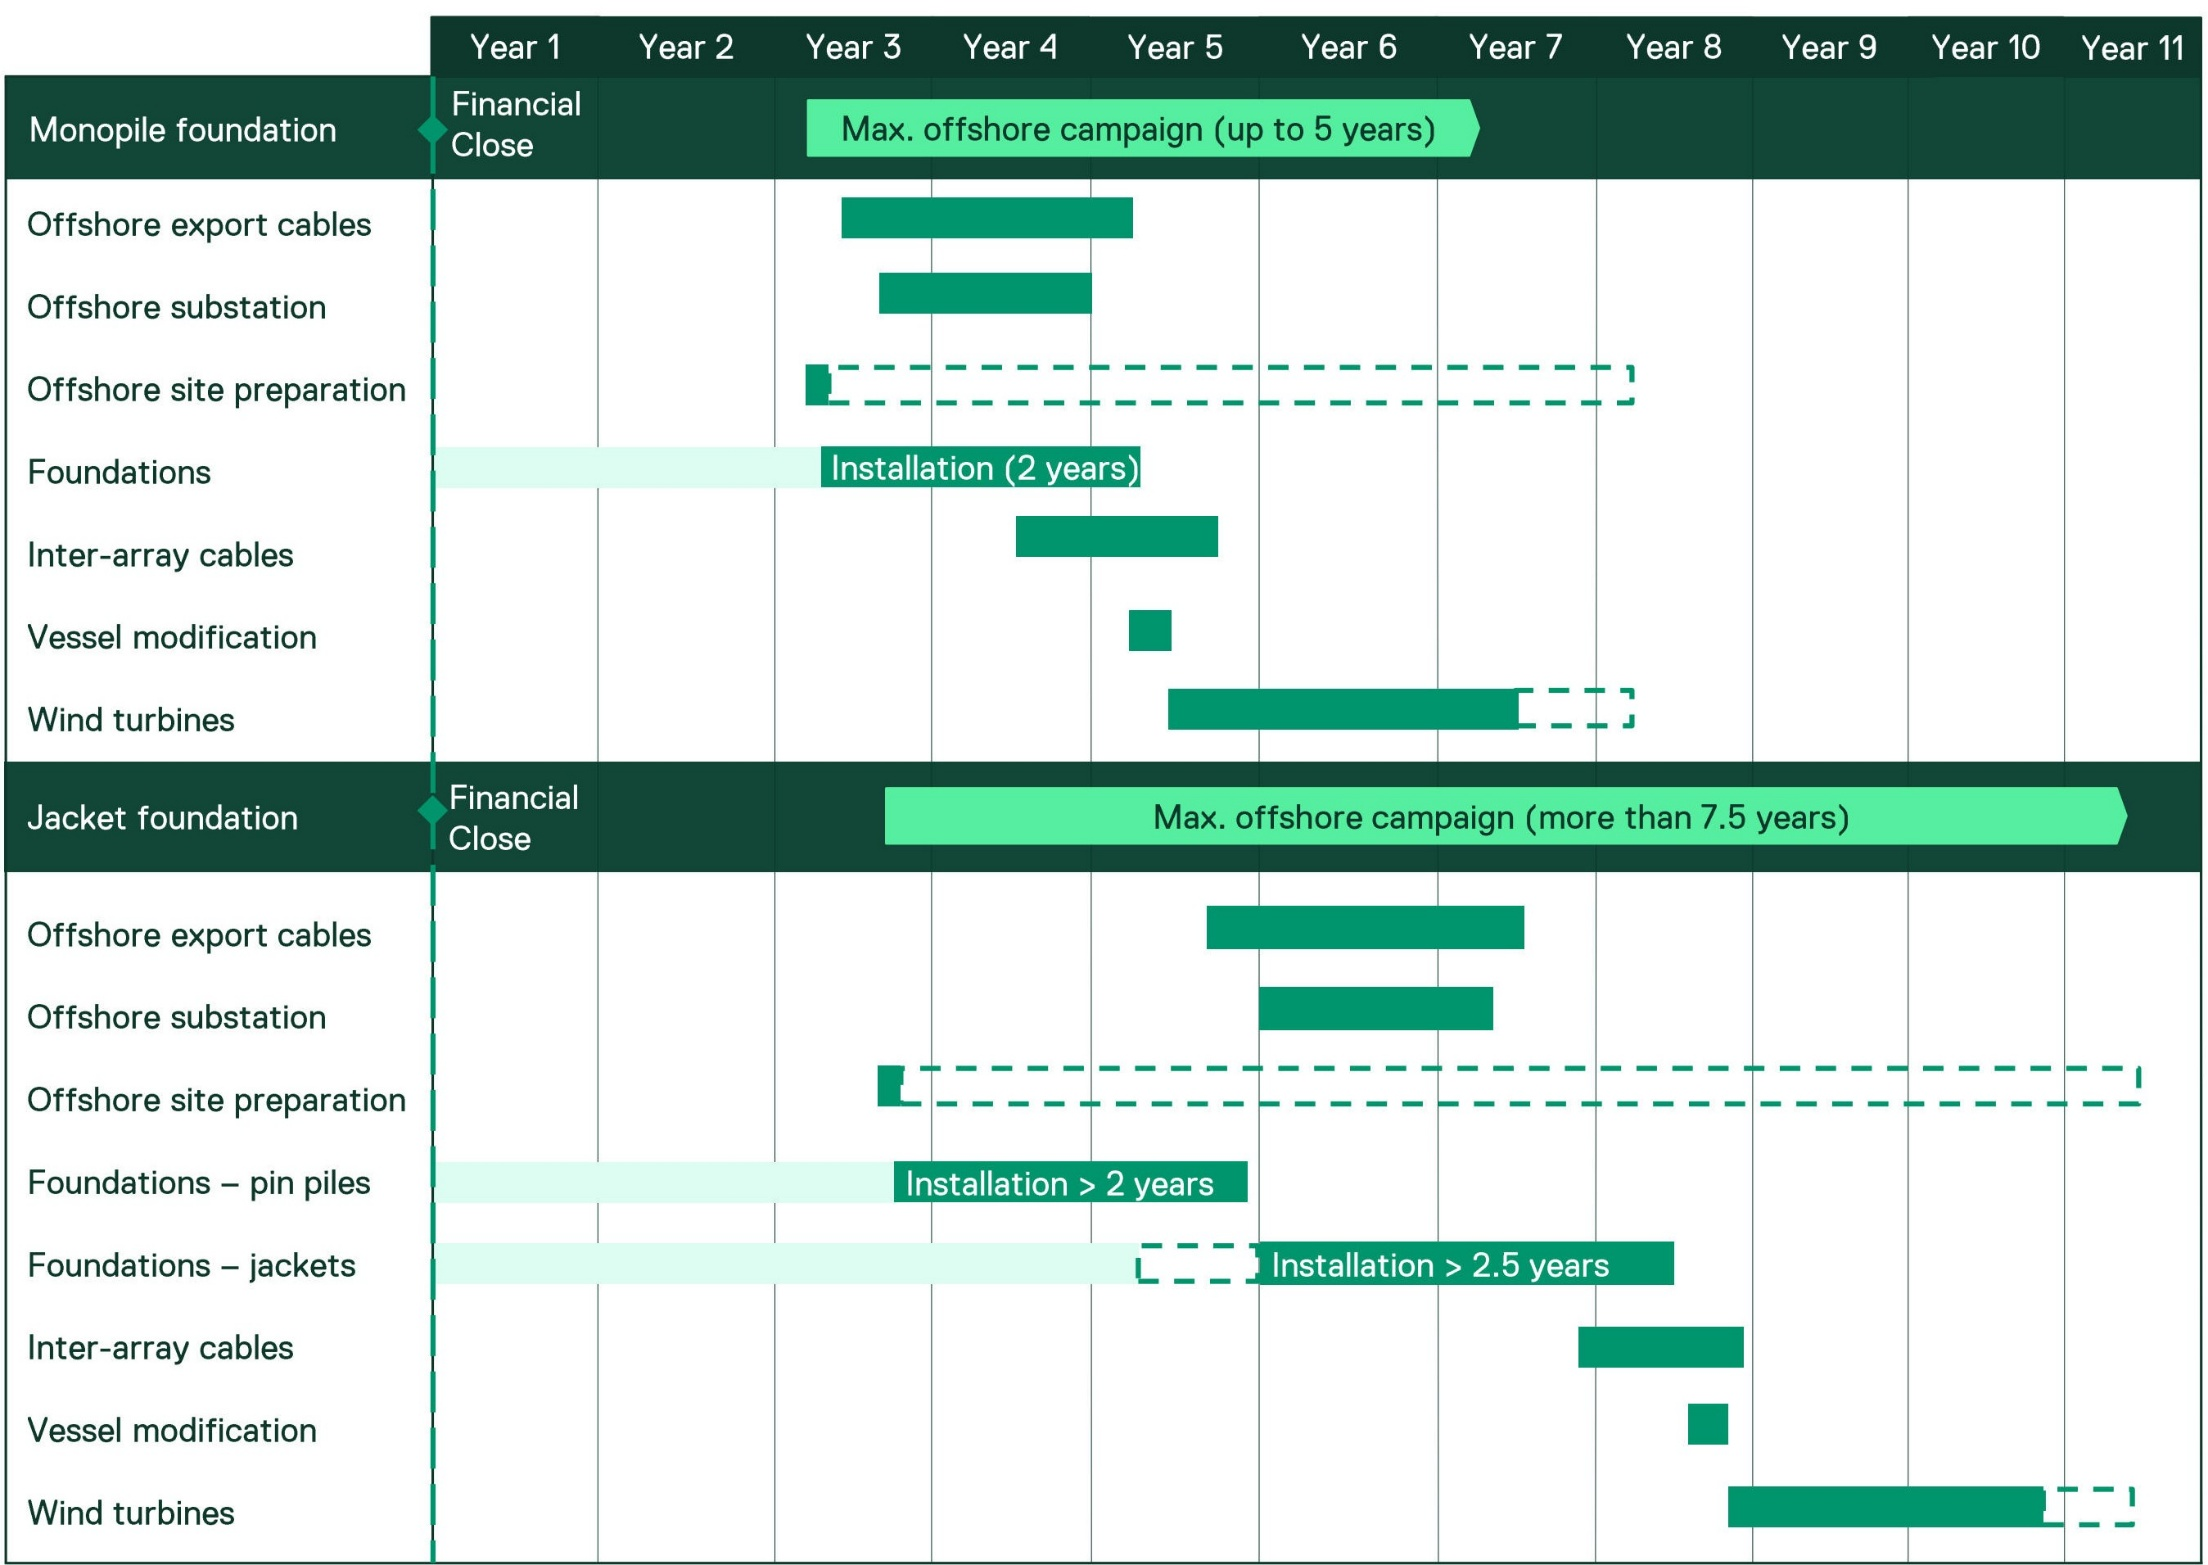 Year 1 Year 2 Year 3 Year 4 Year 5 Year 6 Year 7 Year 8 Year 9 Year 10 Year 11
Monopile foundation
Financial
Close
Max. offshore campaign (up to 5 years)
Offshore export cables
Offshore substation
Offshore site preparation
Foundations
Installation (2 years)
Inter-array cables
Vessel modification
Wind turbines
Jacket foundation
Financial
Close
Max. offshore campaign (more than 7.5 years)
Offshore export cables
Offshore substation
Offshore site preparation
Foundations – pin piles
Installation > 2 years
Foundations – jackets
Installation > 2.5 years
Inter-array cables
Vessel modification
Wind turbines